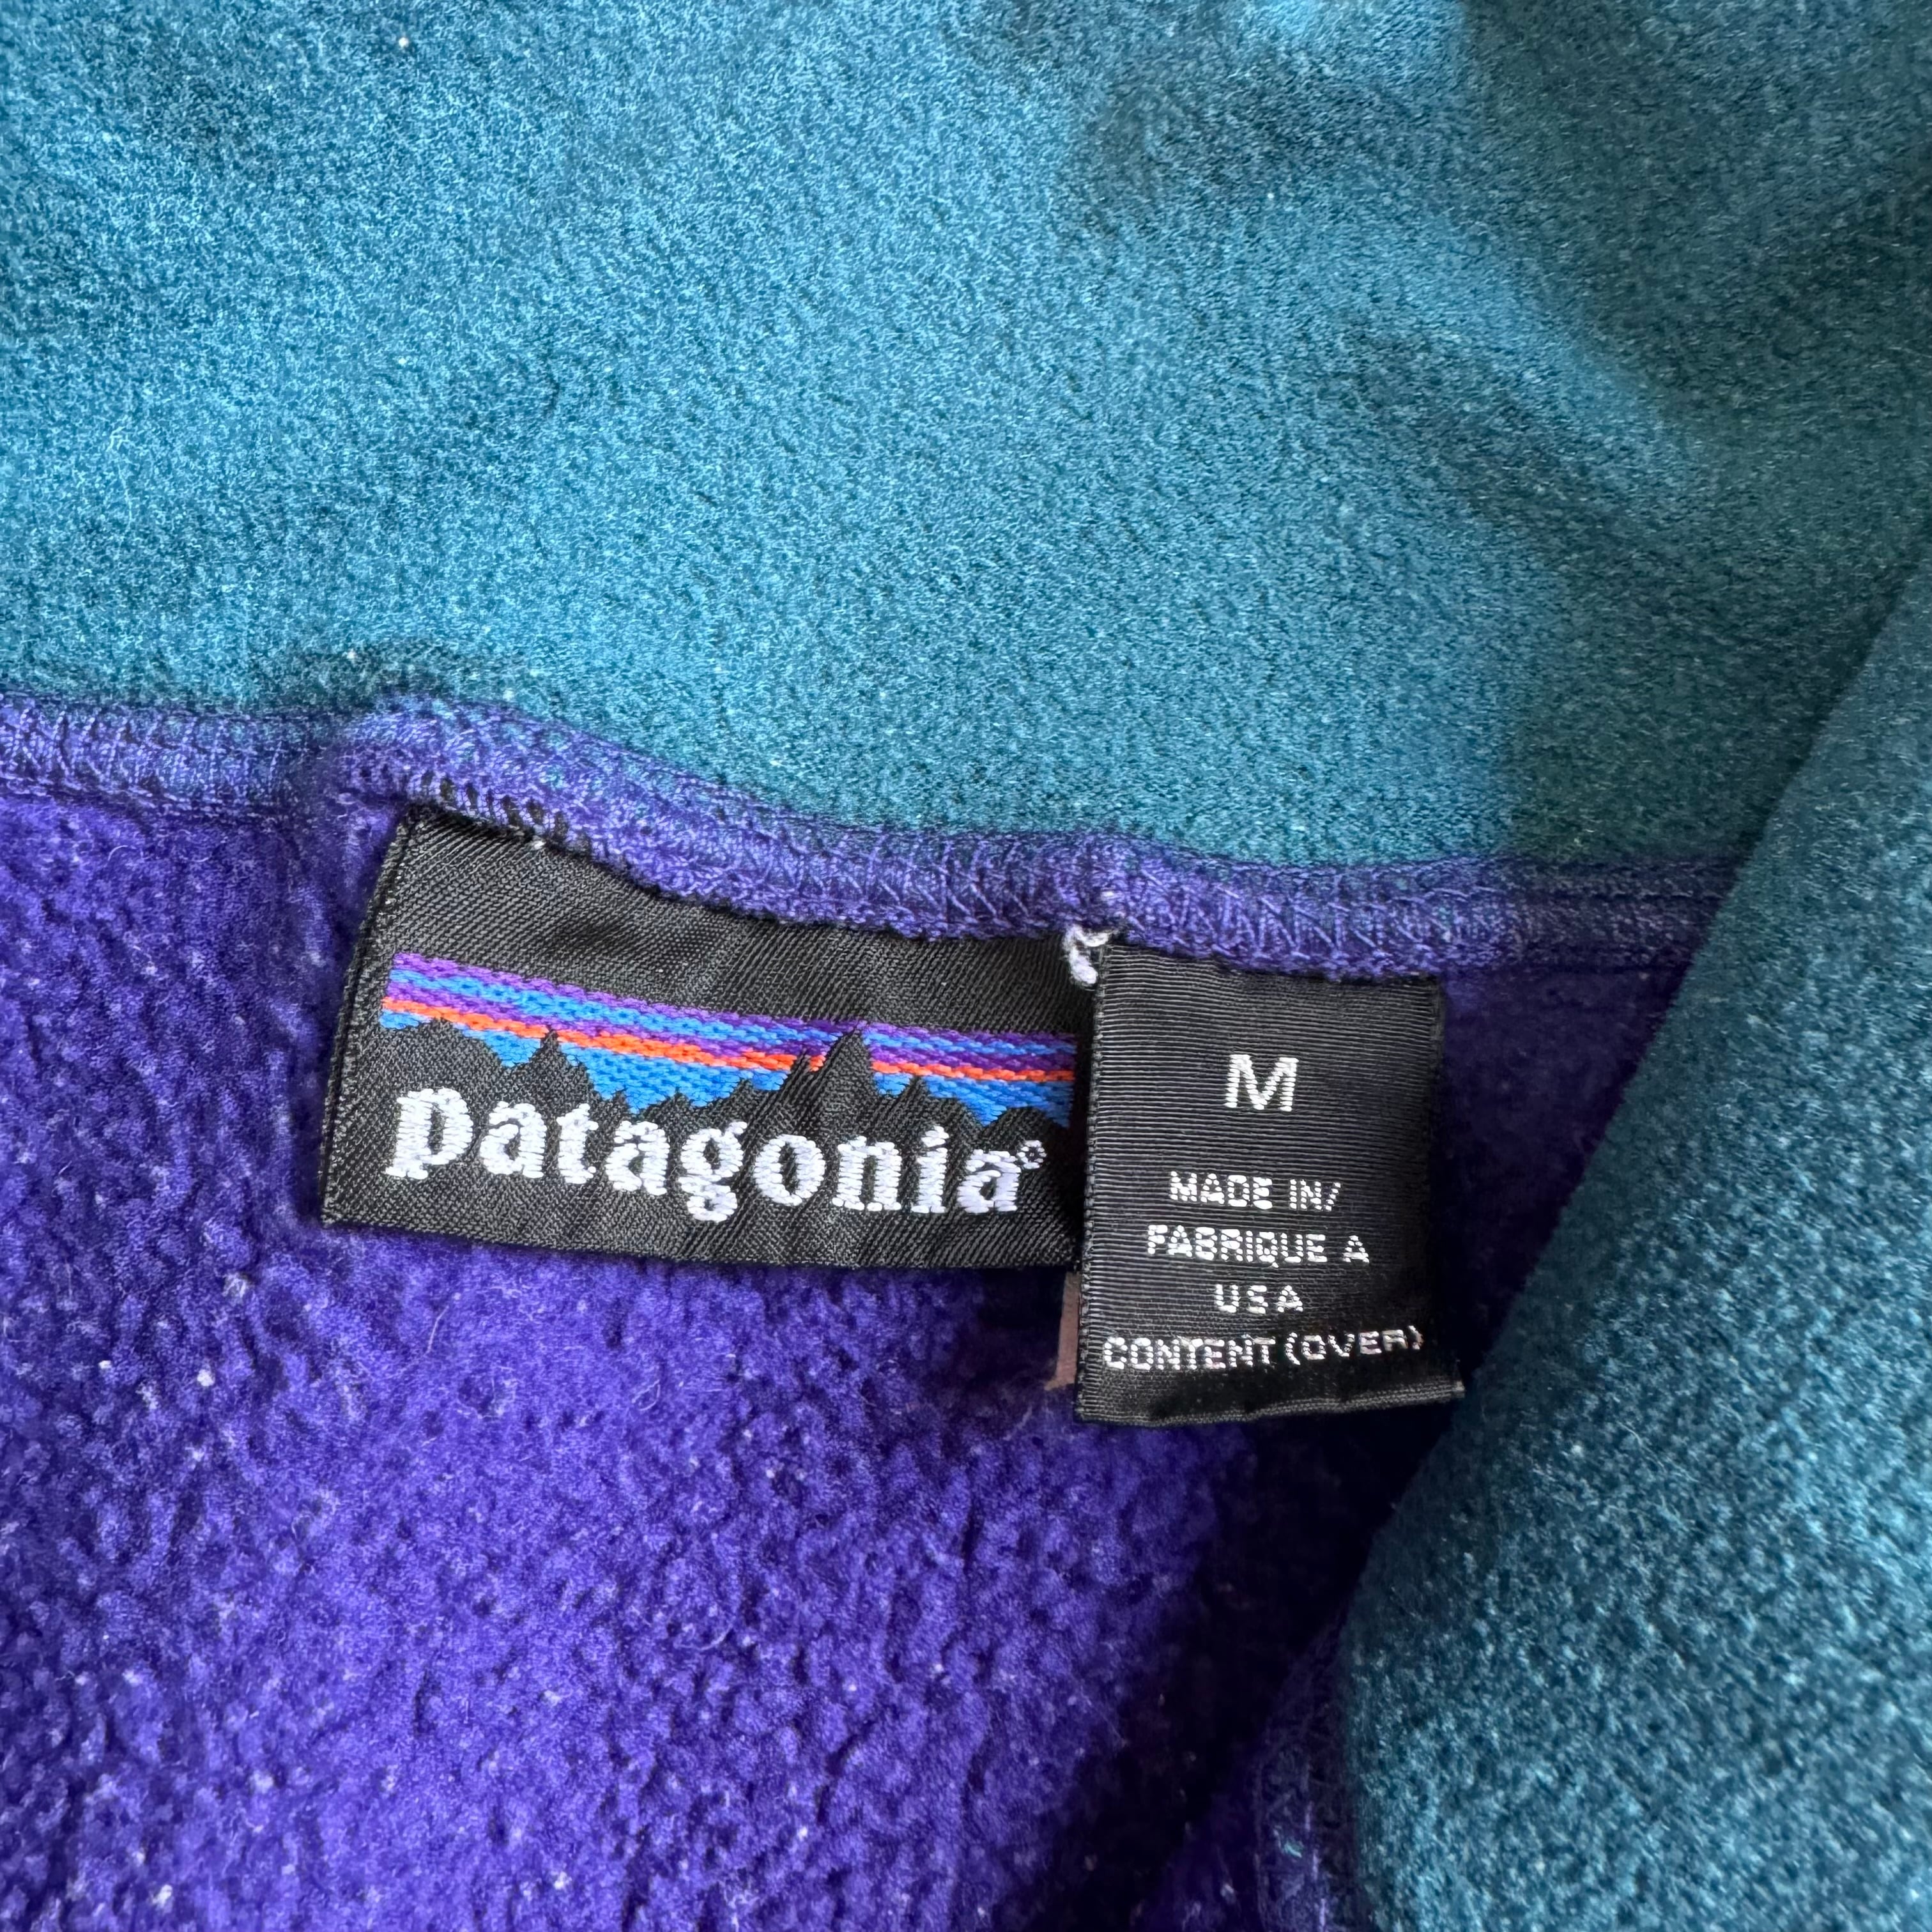 patagonia®
M
MADE IN/
FABRIQUE A
USA
CONTENT (OVER)